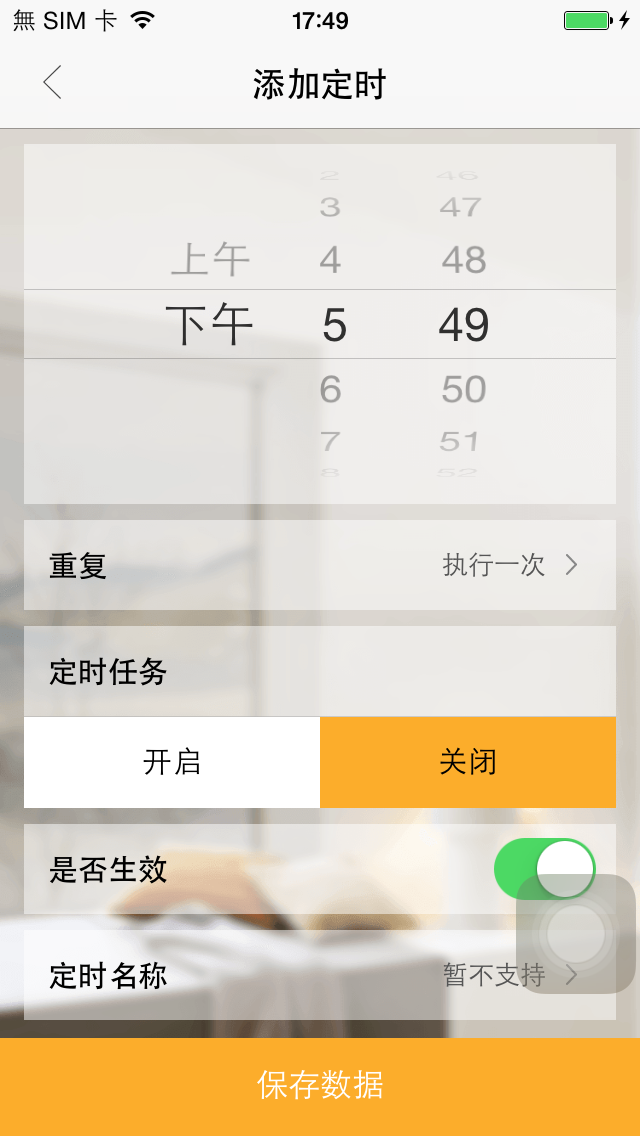 無 SIM 卡 17:49
添加定时
2 46
3 47
上午 4 48
下午 5 49
6 50
7 51
8 52
重复 执行一次
定时任务
开启 关闭
是否生效
定时名称 暂不支持
保存数据